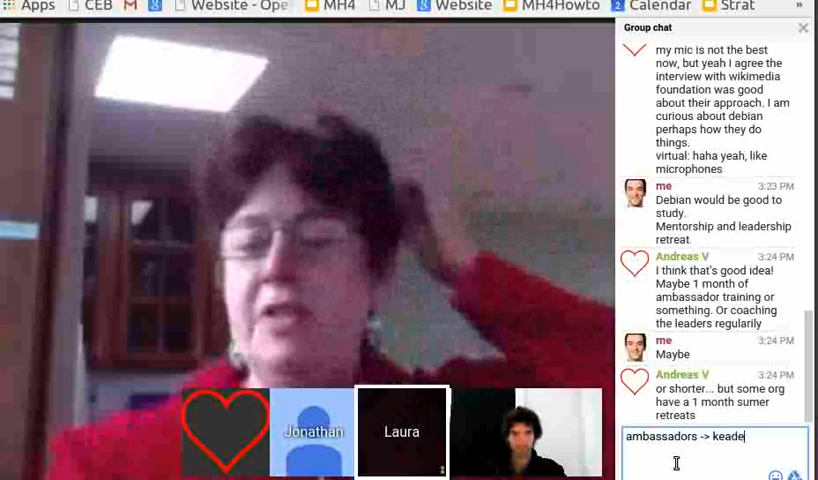 Apps CEB Website - Ope MH4 MJ Website MH4Howto Calendar Strat »
Group chat
my mic is not the best
now, but yeah I agree the
interview with wikimedia
foundation was good
about their approach. I am
curious about debian
perhaps how they do
things.
virtual: haha yeah, like
microphones
me 3:23 PM
Debian would be good to
study.
Mentorship and leadership
retreat.
Andreas V 3:24 PM
I think that's good idea!
Maybe 1 month of
ambassador training or
something. Or coaching
the leaders regularily
me 3:24 PM
Maybe
Andreas V 3:24 PM
or shorter... but some org
have a 1 month sumer
retreats
ambassadors -> keade
Jonathan
Laura